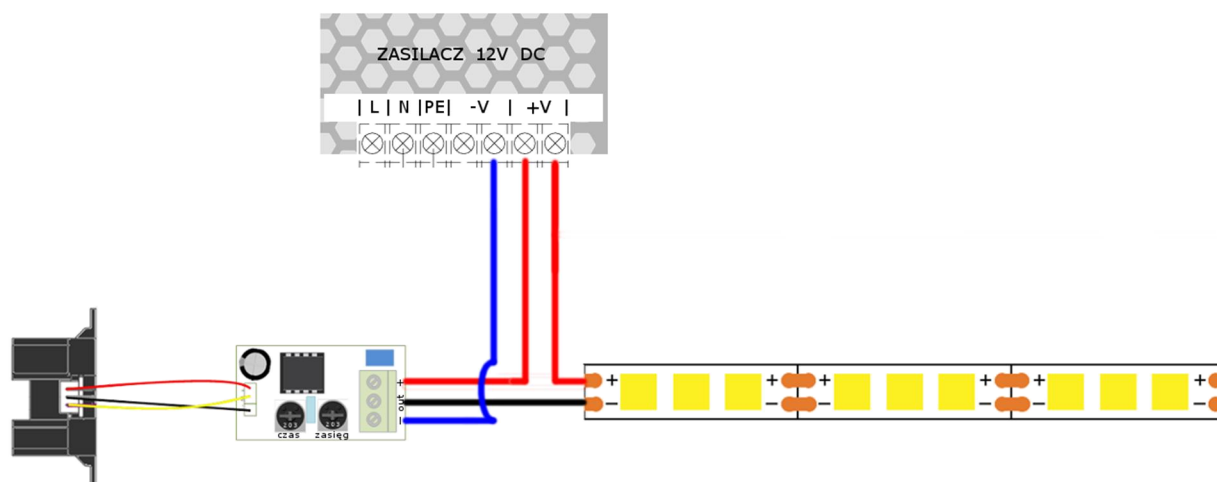 ZASILACZ 12V DC
| L | N |PE| -V | +V |
+
out
−
203 203
czas zasięg
+ + + + + +
− − − − − −